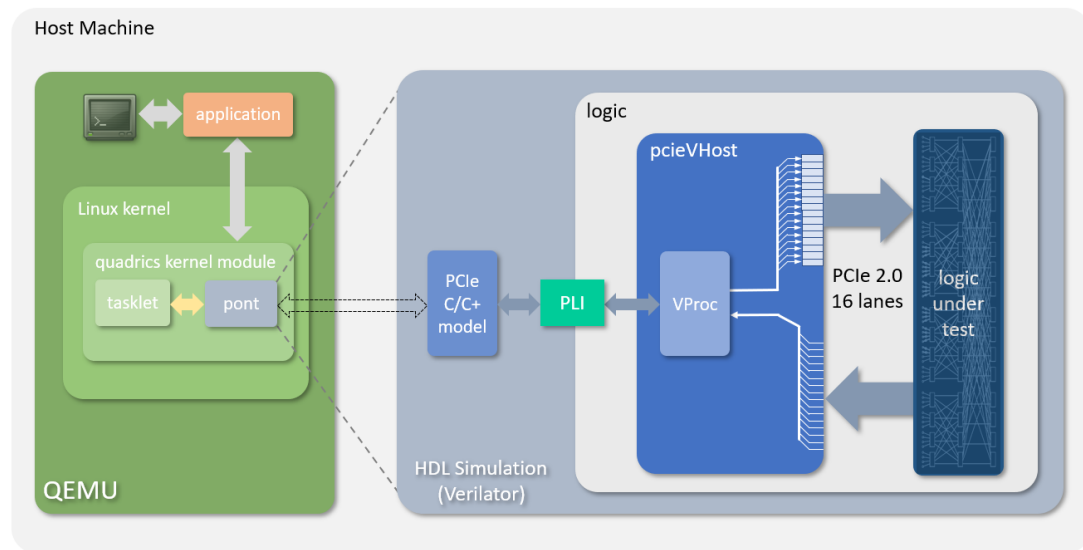 Host Machine
application
>_
Linux kernel
quadrics kernel module
tasklet
pont
QEMU
logic
pcieVHost
PCIe
C/C+
model
PLI
VProc
PCIe 2.0
16 lanes
logic
under
test
HDL Simulation
(Verilator)